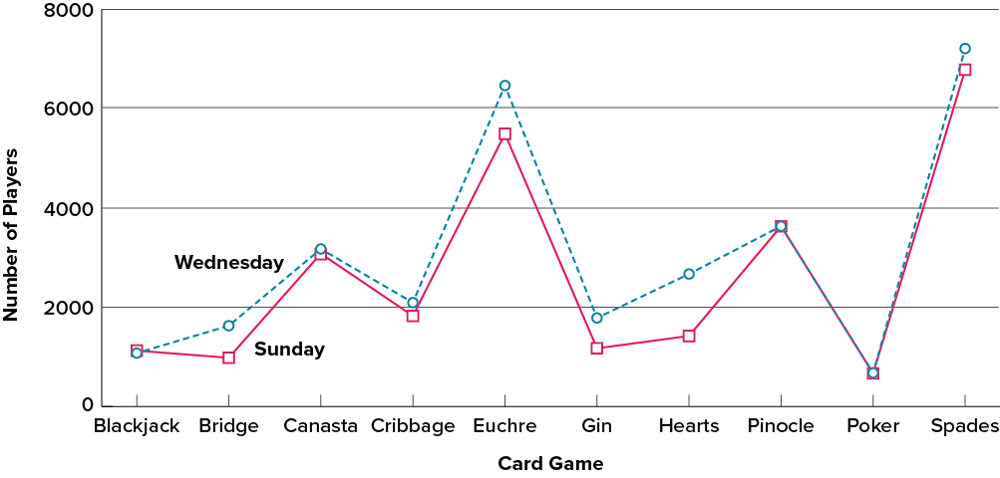 8000
6000
4000
2000
0
Number of Players
Wednesday
Sunday
Blackjack Bridge Canasta Cribbage Euchre Gin Hearts Pinocle Poker Spades
Card Game